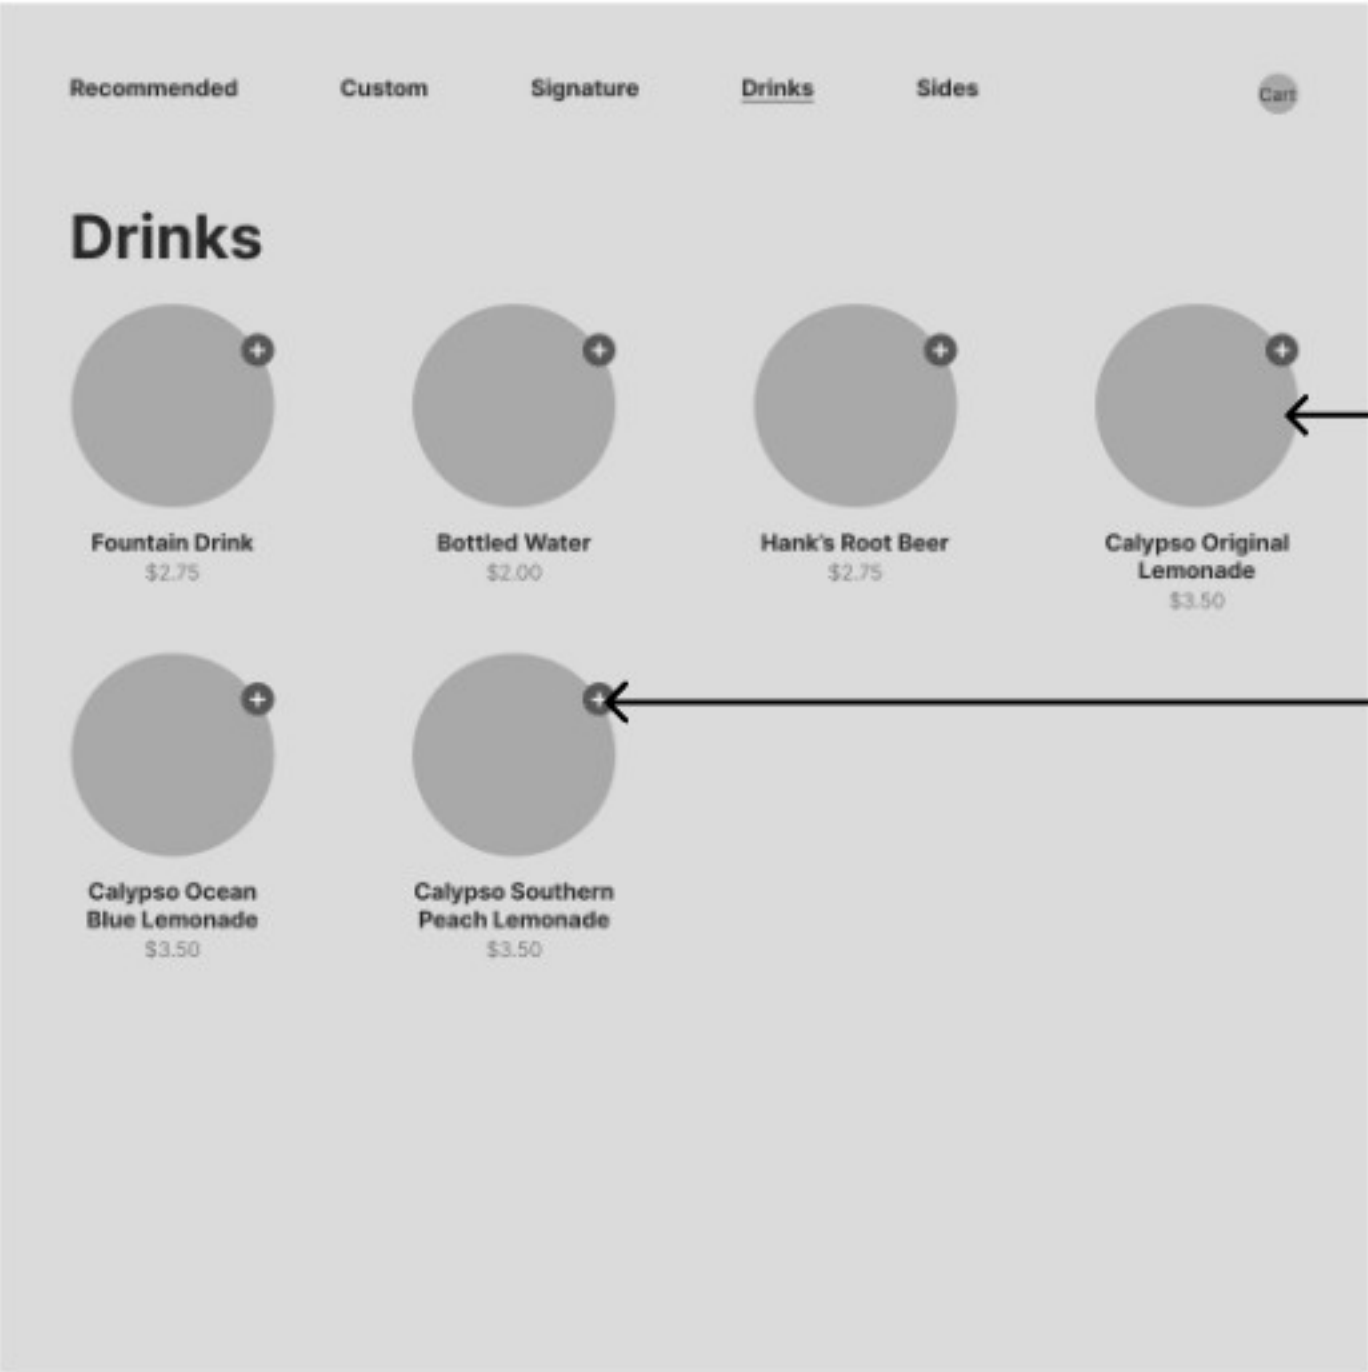 Recommended Custom Signature Drinks Sides Cart
Drinks
Fountain Drink
$2.75
Bottled Water
$2.00
Hank's Root Beer
$2.75
Calypso Original
Lemonade
$3.50
Calypso Ocean
Blue Lemonade
$3.50
Calypso Southern
Peach Lemonade
$3.50